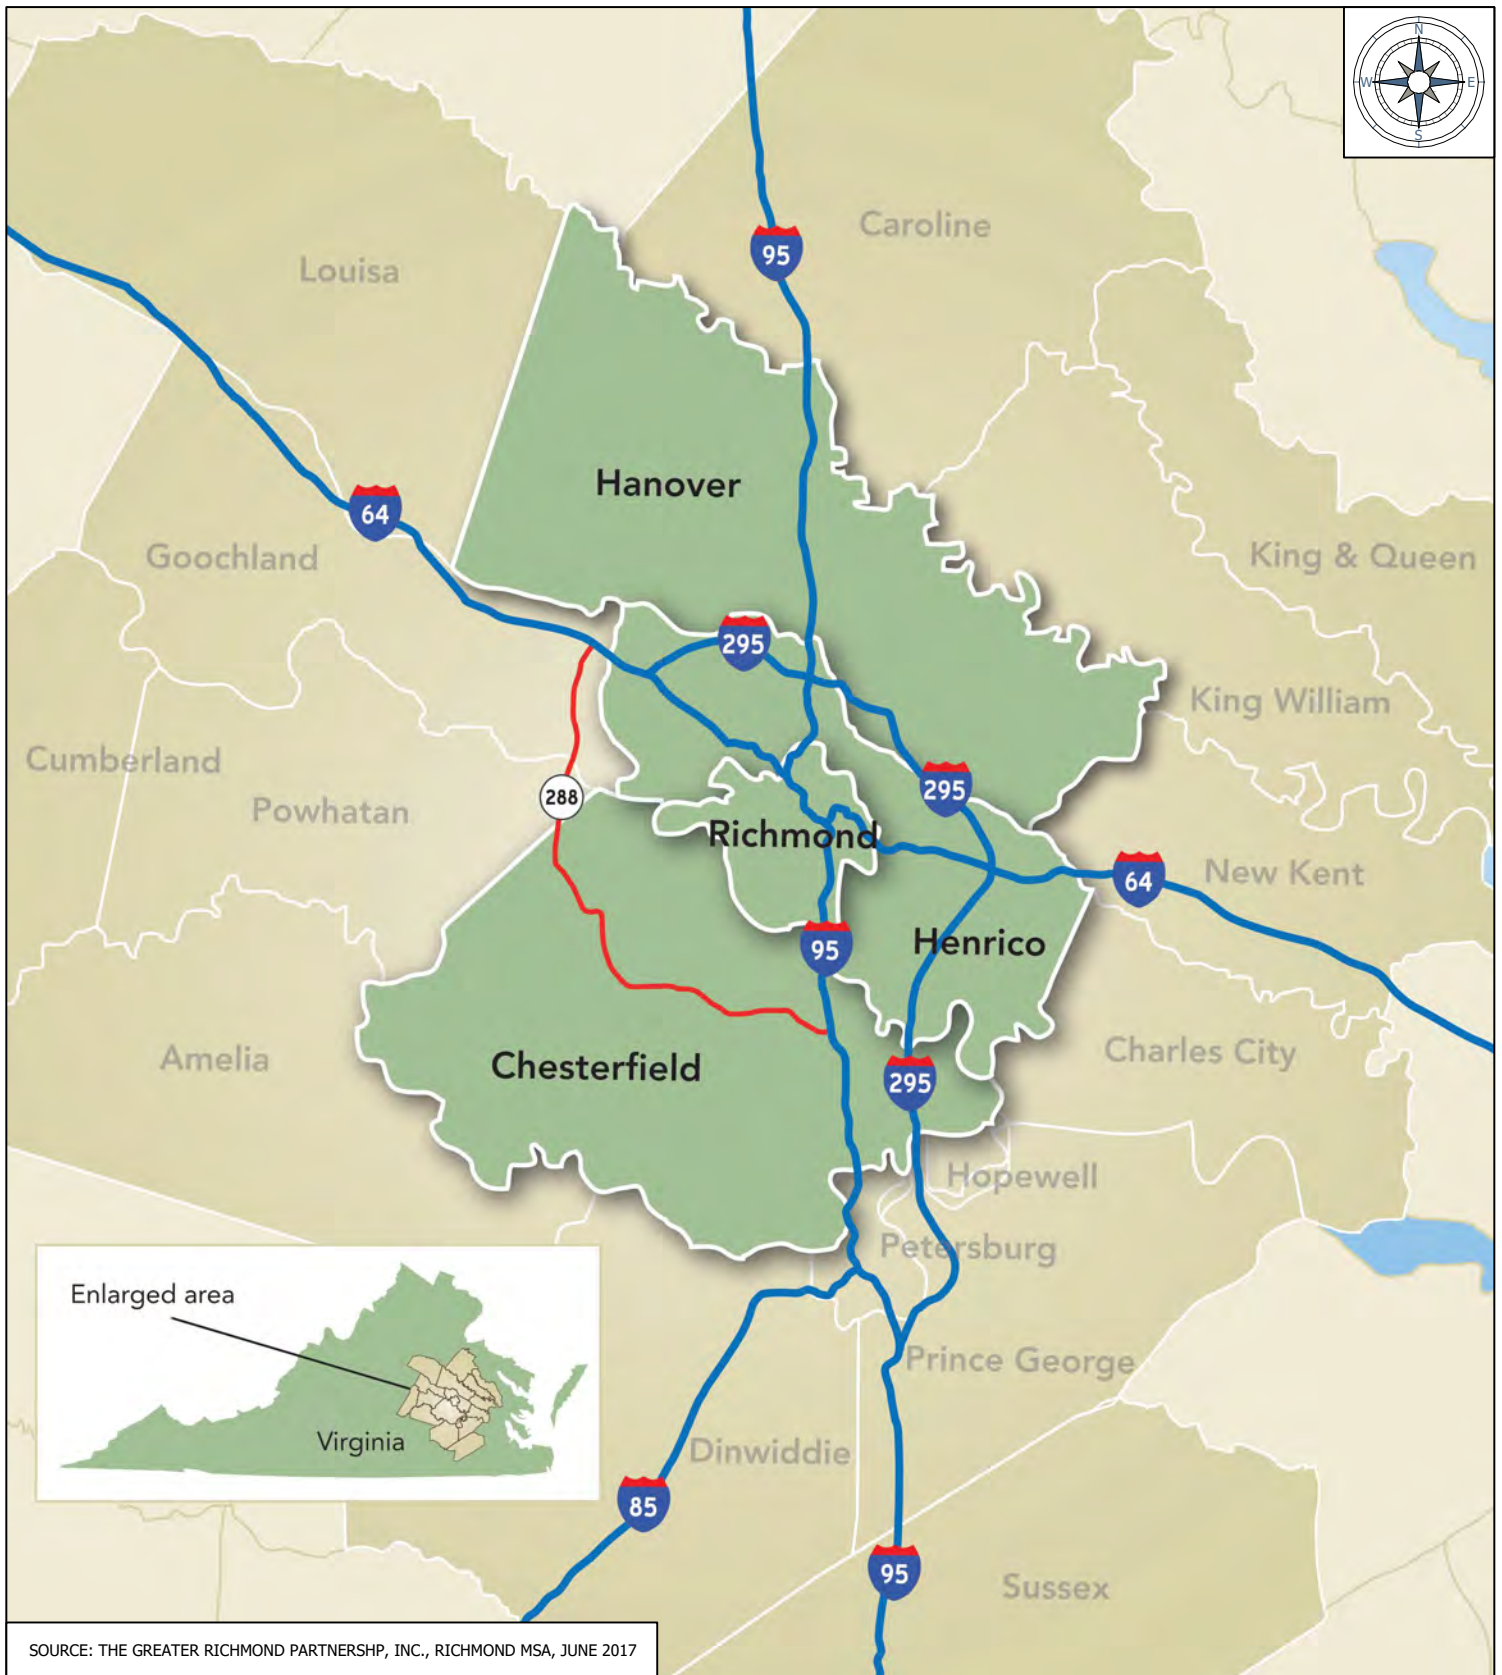 N
W
E
S
Caroline
95
Louisa
Hanover
64
Goochland
King & Queen
295
King William
Cumberland
288
295
Powhatan
Richmond
New Kent
64
Henrico
95
Charles City
Amelia
Chesterfield
295
Hopewell
Petersburg
Enlarged area
Prince George
Virginia
Dinwiddie
85
95
Sussex
SOURCE: THE GREATER RICHMOND PARTNERSHP, INC., RICHMOND MSA, JUNE 2017